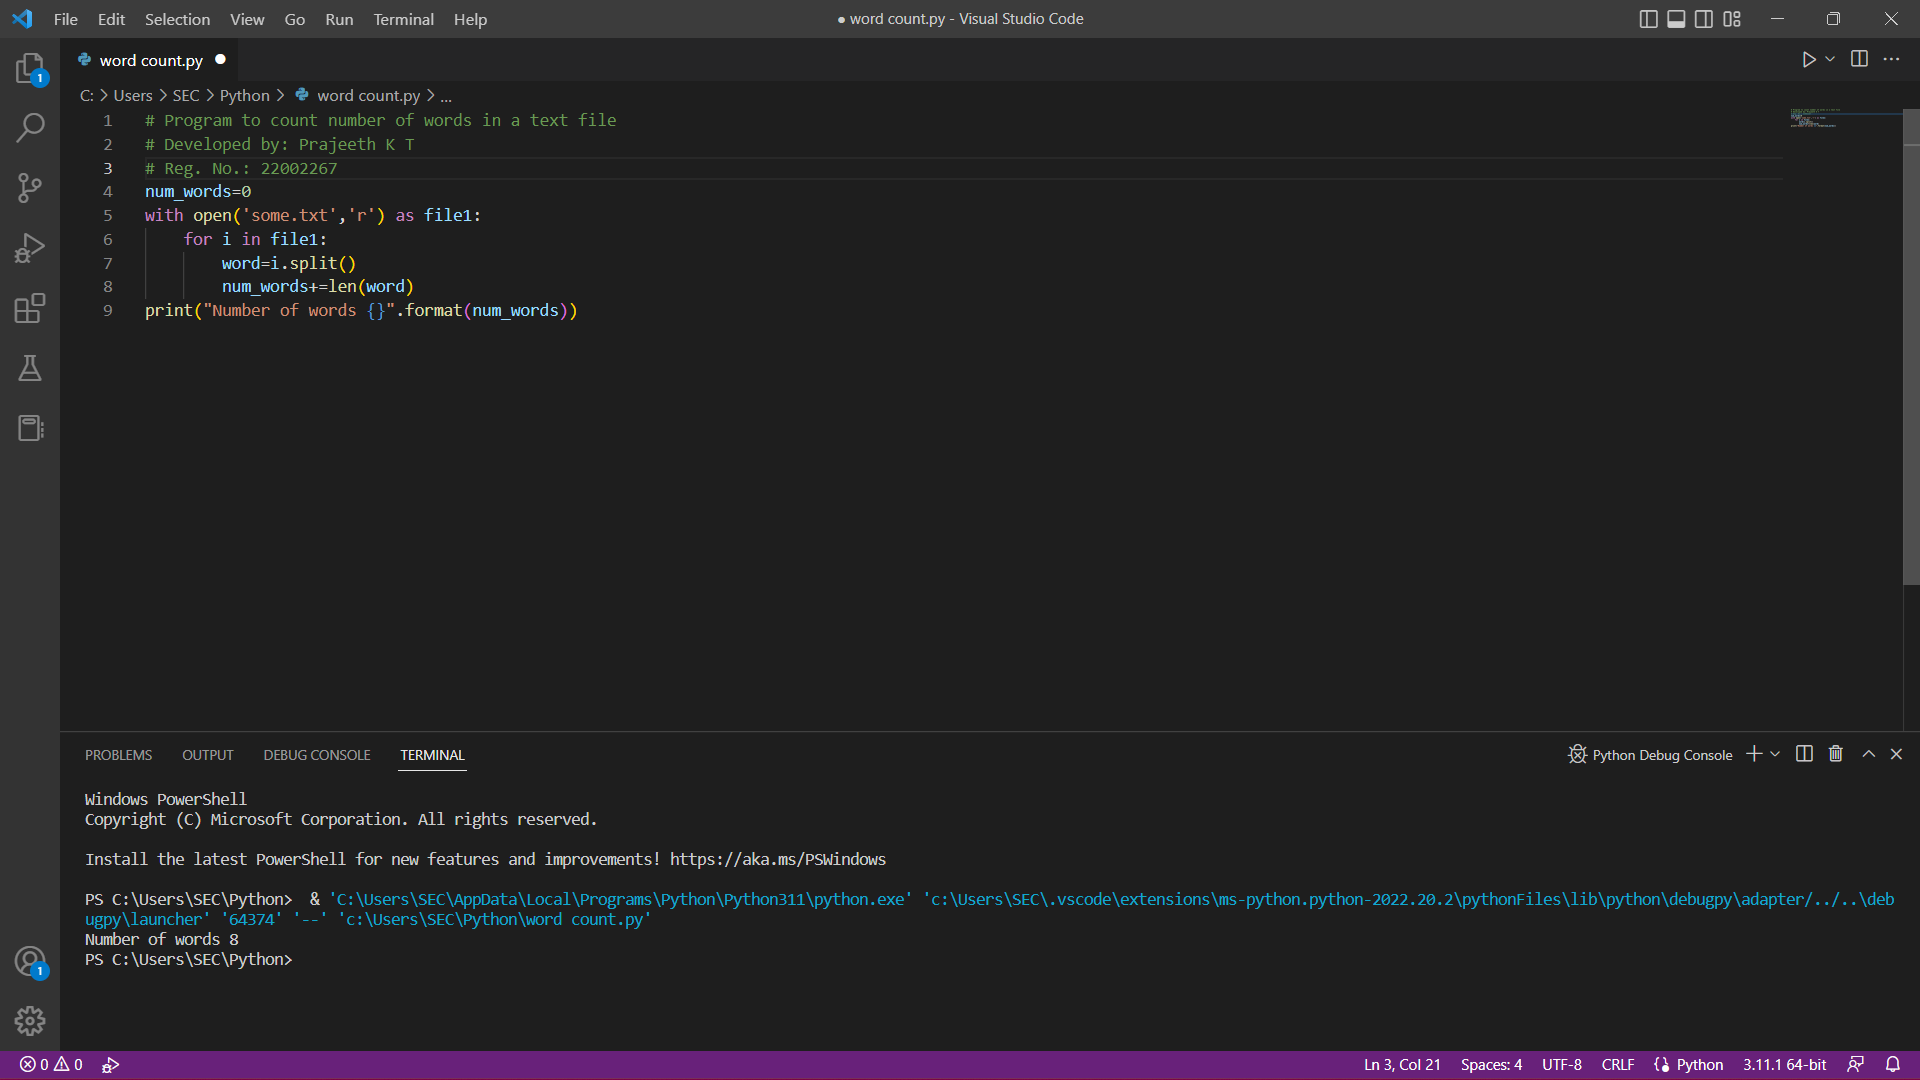 File Edit Selection View Go Run Terminal Help
● word count.py - Visual Studio Code
1
word count.py ●
C: > Users > SEC > Python > word count.py > ...
1 # Program to count number of words in a text file
2 # Developed by: Prajeeth K T
3 # Reg. No.: 22002267
4 num_words=0
5 with open('some.txt','r') as file1:
6     for i in file1:
7         word=i.split()
8         num_words+=len(word)
9 print("Number of words {}".format(num_words))
PROBLEMS OUTPUT DEBUG CONSOLE TERMINAL
Python Debug Console
Windows PowerShell
Copyright (C) Microsoft Corporation. All rights reserved.
Install the latest PowerShell for new features and improvements! https://aka.ms/PSWindows
PS C:\Users\SEC\Python>  & 'C:\Users\SEC\AppData\Local\Programs\Python\Python311\python.exe' 'c:\Users\SEC\.vscode\extensions\ms-python.python-2022.20.2\pythonFiles\lib\python\debugpy\adapter/../..\deb
ugpy\launcher' '64374' '--' 'c:\Users\SEC\Python\word count.py'
Number of words 8
PS C:\Users\SEC\Python>
1
0 0
Ln 3, Col 21 Spaces: 4 UTF-8 CRLF Python 3.11.1 64-bit